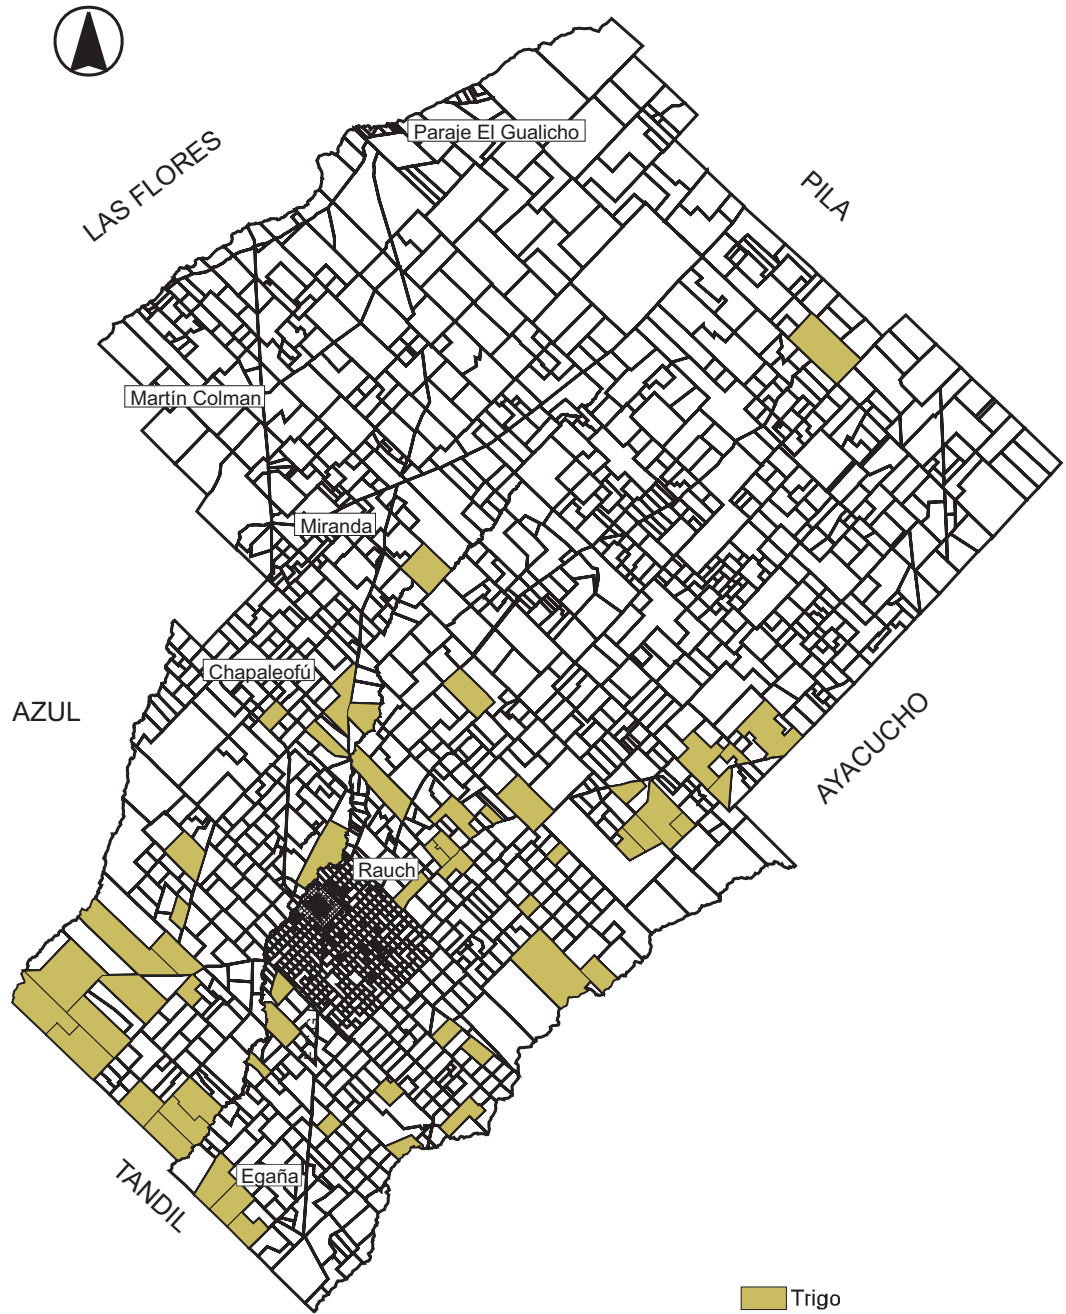 Paraje El Gualicho
LAS FLORES
PILA
Martín Colman
Miranda
Chapaleofú
AZUL
AYACUCHO
Rauch
Egaña
TANDIL
Trigo